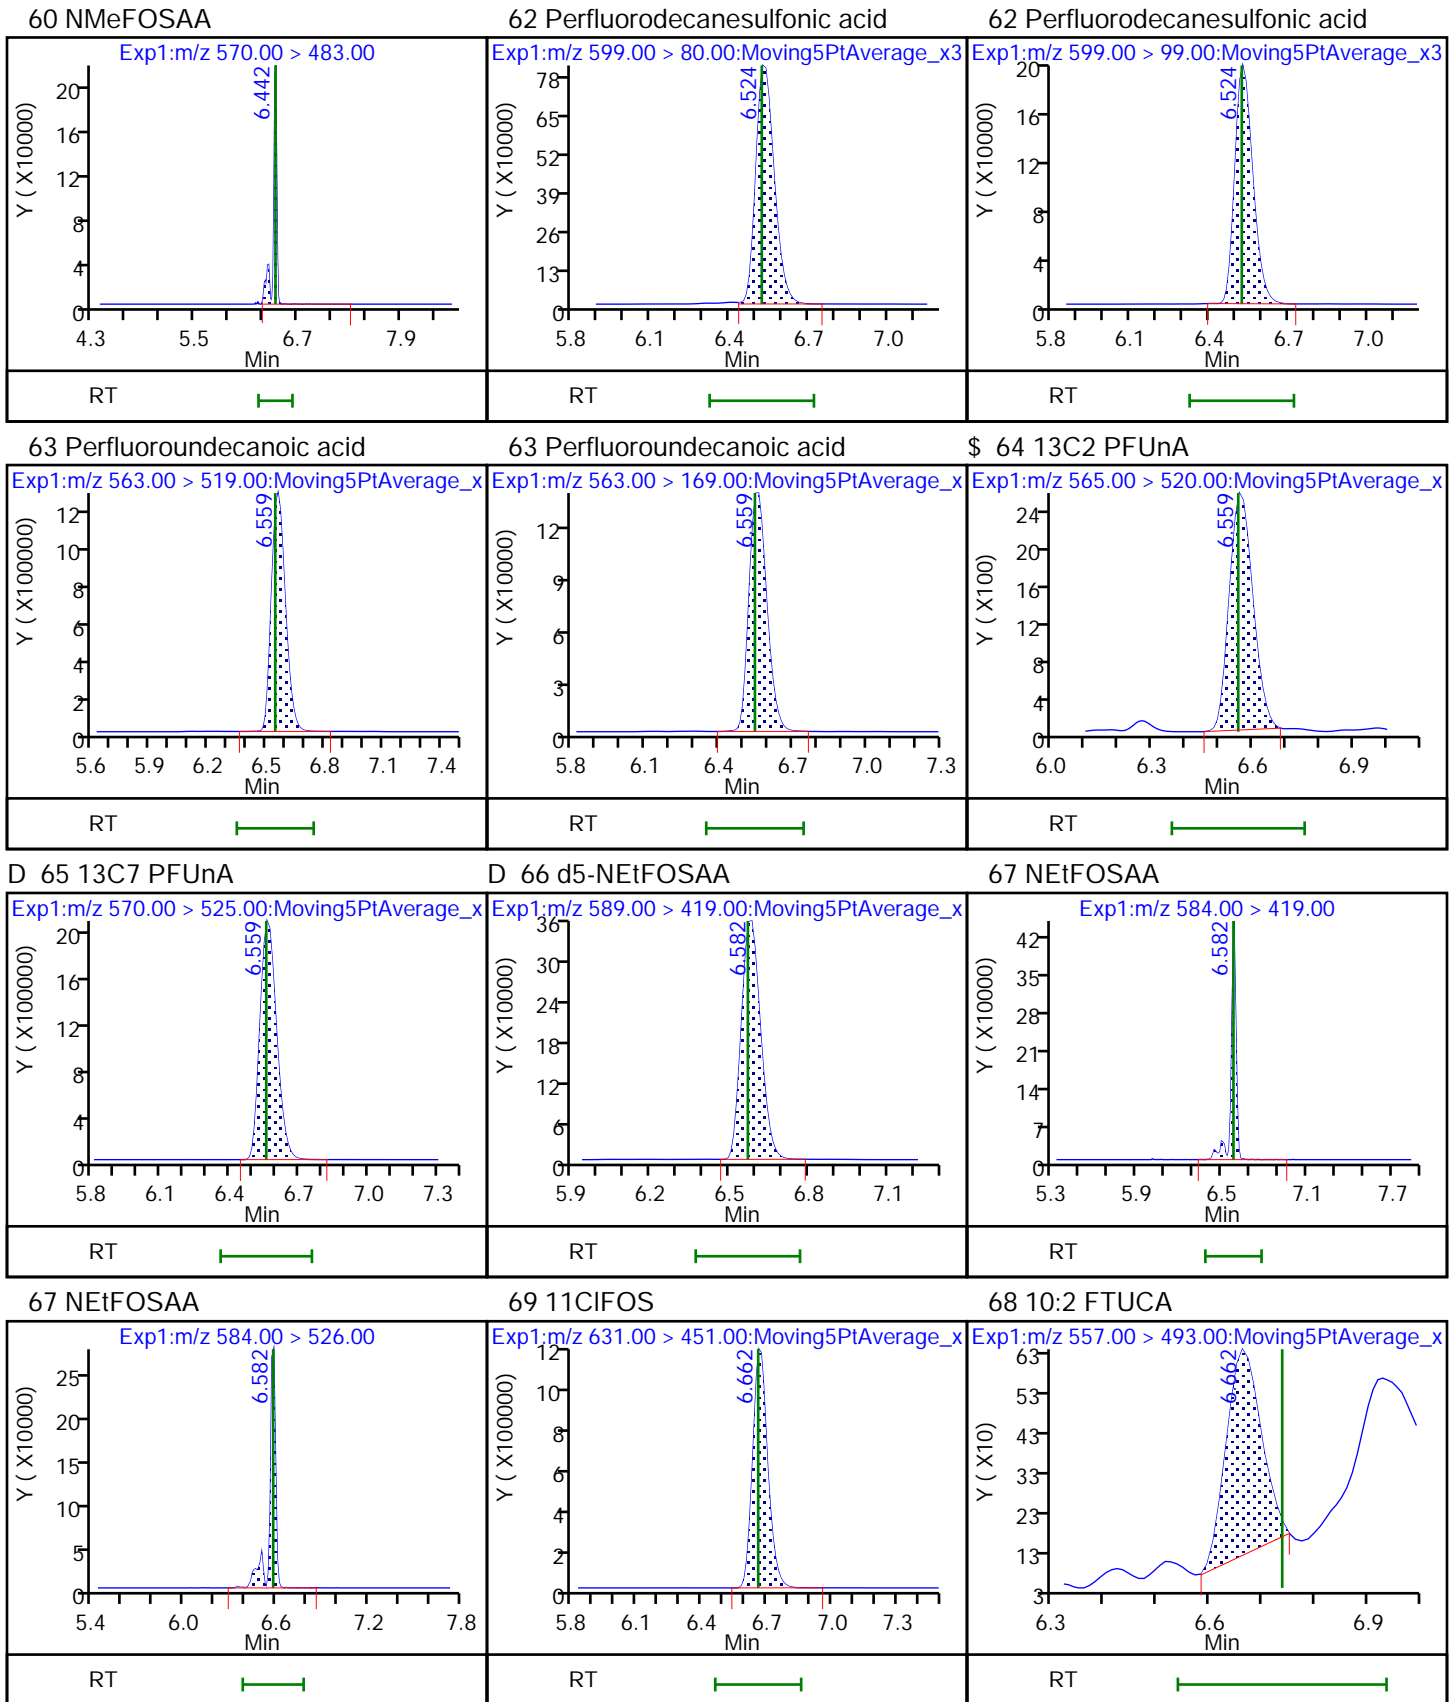 60 NMeFOSAA
Exp1:m/z 570.00 > 483.00
6.442
Y ( X10000)
20
16
12
8
4
0
4.3 5.5 6.7 7.9
Min
RT
62 Perfluorodecanesulfonic acid
Exp1:m/z 599.00 > 80.00:Moving5PtAverage_x3
6.524
Y ( X10000)
78
65
52
39
26
13
0
5.8 6.1 6.4 6.7 7.0
Min
RT
62 Perfluorodecanesulfonic acid
Exp1:m/z 599.00 > 99.00:Moving5PtAverage_x3
6.524
Y ( X10000)
20
16
12
8
4
0
5.8 6.1 6.4 6.7 7.0
Min
RT
63 Perfluoroundecanoic acid
Exp1:m/z 563.00 > 519.00:Moving5PtAverage_x
6.559
Y ( X100000)
12
10
8
6
4
2
0
5.6 5.9 6.2 6.5 6.8 7.1 7.4
Min
RT
63 Perfluoroundecanoic acid
Exp1:m/z 563.00 > 169.00:Moving5PtAverage_x
6.559
Y ( X10000)
12
9
6
3
0
5.8 6.1 6.4 6.7 7.0 7.3
Min
RT
$ 64 13C2 PFUnA
Exp1:m/z 565.00 > 520.00:Moving5PtAverage_x
6.559
Y ( X100)
24
20
16
12
8
4
0
6.0 6.3 6.6 6.9
Min
RT
D 65 13C7 PFUnA
Exp1:m/z 570.00 > 525.00:Moving5PtAverage_x
6.559
Y ( X10000)
20
16
12
8
4
0
5.8 6.1 6.4 6.7 7.0 7.3
Min
RT
D 66 d5-NEtFOSAA
Exp1:m/z 589.00 > 419.00:Moving5PtAverage_x
6.582
Y ( X10000)
36
30
24
18
12
6
0
5.9 6.2 6.5 6.8 7.1
Min
RT
67 NEtFOSAA
Exp1:m/z 584.00 > 419.00
6.582
Y ( X10000)
42
35
28
21
14
7
0
5.3 5.9 6.5 7.1 7.7
Min
RT
67 NEtFOSAA
Exp1:m/z 584.00 > 526.00
6.582
Y ( X10000)
25
20
15
10
5
0
5.4 6.0 6.6 7.2 7.8
Min
RT
69 11ClFOS
Exp1:m/z 631.00 > 451.00:Moving5PtAverage_x
6.662
Y ( X100000)
12
10
8
6
4
2
0
5.8 6.1 6.4 6.7 7.0 7.3
Min
RT
68 10:2 FTUCA
Exp1:m/z 557.00 > 493.00:Moving5PtAverage_x
6.662
Y ( X10)
63
53
43
33
23
13
3
6.3 6.6 6.9
Min
RT